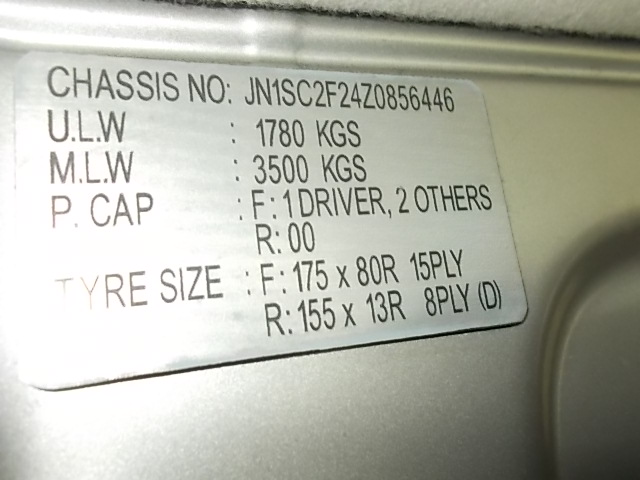 CHASSIS NO: JN1SC2F24Z0856446
U.L.W : 1780 KGS
M.L.W : 3500 KGS
P. CAP : F: 1 DRIVER, 2 OTHERS
R: 00
TYRE SIZE : F: 175 x 80R 15PLY
R: 155 x 13R 8PLY (D)